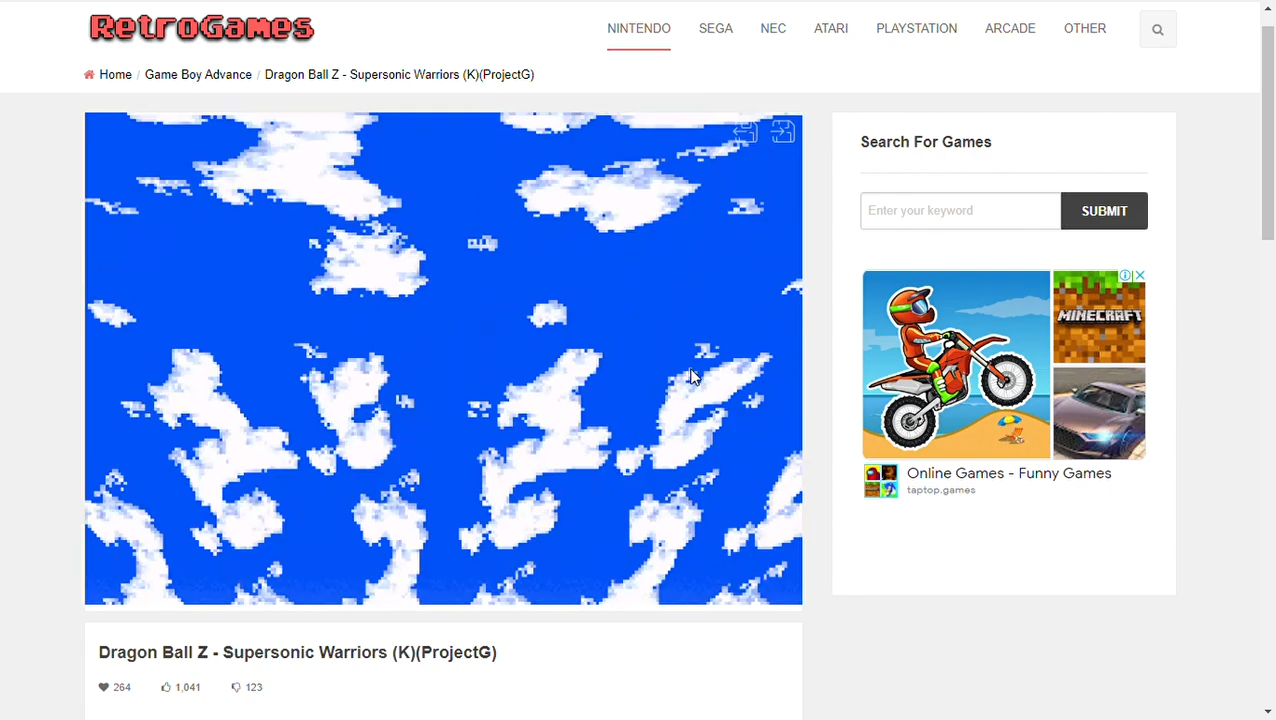 RetroGames
NINTENDO SEGA NEC ATARI PLAYSTATION ARCADE OTHER
Home / Game Boy Advance / Dragon Ball Z - Supersonic Warriors (K)(ProjectG)
Search For Games
Enter your keyword SUBMIT
MINECRAFT
Online Games - Funny Games
taptop.games
Dragon Ball Z - Supersonic Warriors (K)(ProjectG)
264 1,041 123